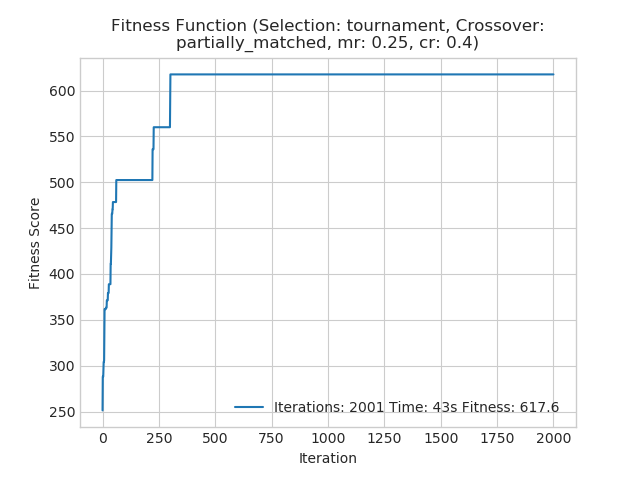 Fitness Function (Selection: tournament, Crossover:
partially_matched, mr: 0.25, cr: 0.4)
Fitness Score
600
550
500
450
400
350
300
250
Iterations: 2001 Time: 43s Fitness: 617.6
0 250 500 750 1000 1250 1500 1750 2000
Iteration